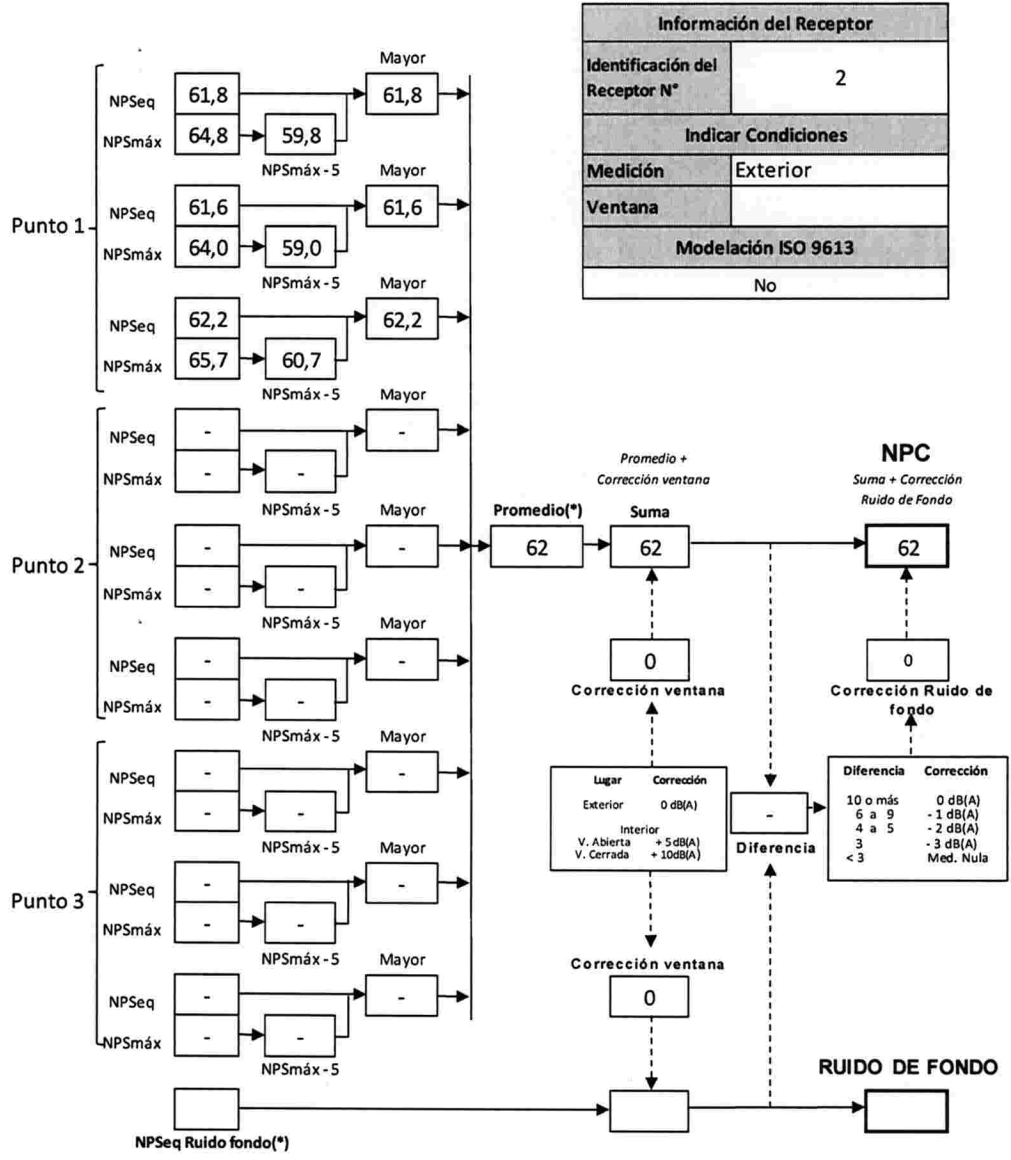 Información del Receptor
Identificación del
Receptor N°
2
Indicar Condiciones
Medición Exterior
Ventana
Modelación ISO 9613
No
Punto 1
Mayor
NPSeq 61,8 61,8
NPSmáx 64,8 59,8
NPSmáx - 5
Mayor
NPSeq 61,6 61,6
NPSmáx 64,0 59,0
NPSmáx - 5
Mayor
NPSeq 62,2 62,2
NPSmáx 65,7 60,7
NPSmáx - 5
Punto 2
Mayor
NPSeq - -
NPSmáx - -
NPSmáx - 5
Mayor
NPSeq - -
NPSmáx - -
NPSmáx - 5
Mayor
NPSeq - -
NPSmáx - -
NPSmáx - 5
Punto 3
Mayor
NPSeq - -
NPSmáx - -
NPSmáx - 5
Mayor
NPSeq - -
NPSmáx - -
NPSmáx - 5
Mayor
NPSeq - -
NPSmáx - -
NPSmáx - 5
NPSeq Ruido fondo(*)
Promedio(*)
62
Promedio +
Corrección ventana
Suma
62
0
Corrección ventana
Lugar Corrección
Exterior 0 dB(A)
Interior
V. Abierta + 5 dB(A)
V. Cerrada + 10dB(A)
Corrección ventana
0
-
Diferencia
NPC
Suma + Corrección
Ruido de Fondo
62
0
Corrección Ruido de
fondo
Diferencia Corrección
10 o más 0 dB(A)
6 a 9 - 1 dB(A)
4 a 5 - 2 dB(A)
3 - 3 dB(A)
< 3 Med. Nula
RUIDO DE FONDO